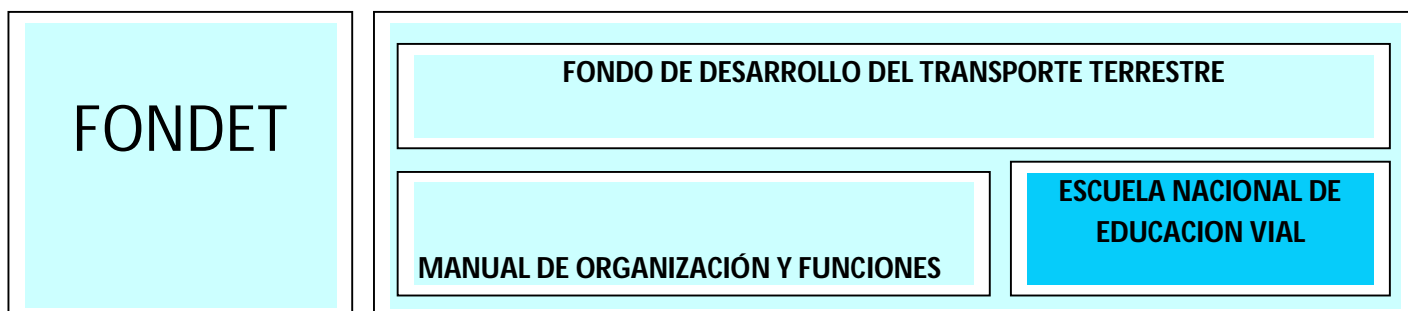 FONDET
FONDO DE DESARROLLO DEL TRANSPORTE TERRESTRE
MANUAL DE ORGANIZACIÓN Y FUNCIONES
ESCUELA NACIONAL DE
EDUCACION VIAL